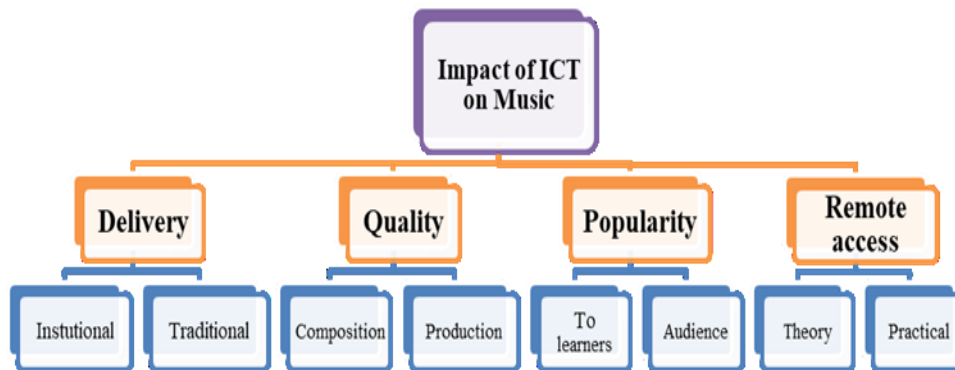 Impact of ICT
on Music
Delivery
Quality
Popularity
Remote
access
Instutional
Traditional
Composition
Production
To
learners
Audience
Theory
Practical